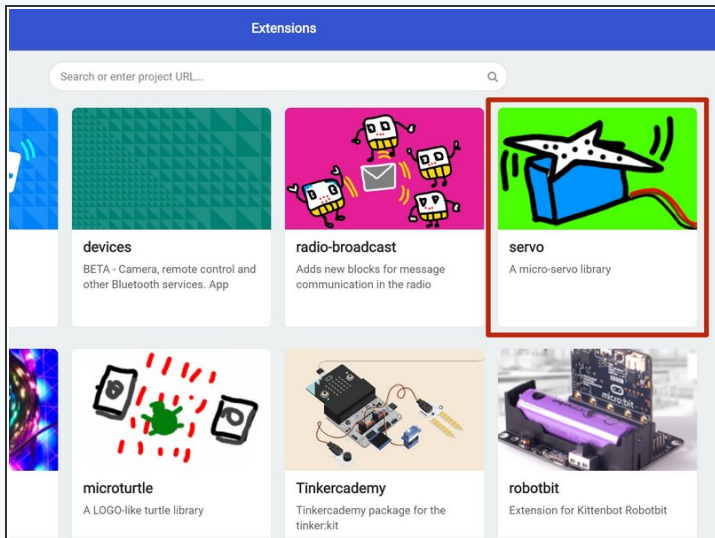 Extensions
Search or enter project URL...
devices
BETA - Camera, remote control and
other Bluetooth services. App
radio-broadcast
Adds new blocks for message
communication in the radio
servo
A micro-servo library
microturtle
A LOGO-like turtle library
Tinkercademy
Tinkercademy package for the
tinker:kit
micro:bit
robotbit
Extension for Kittenbot Robotbit